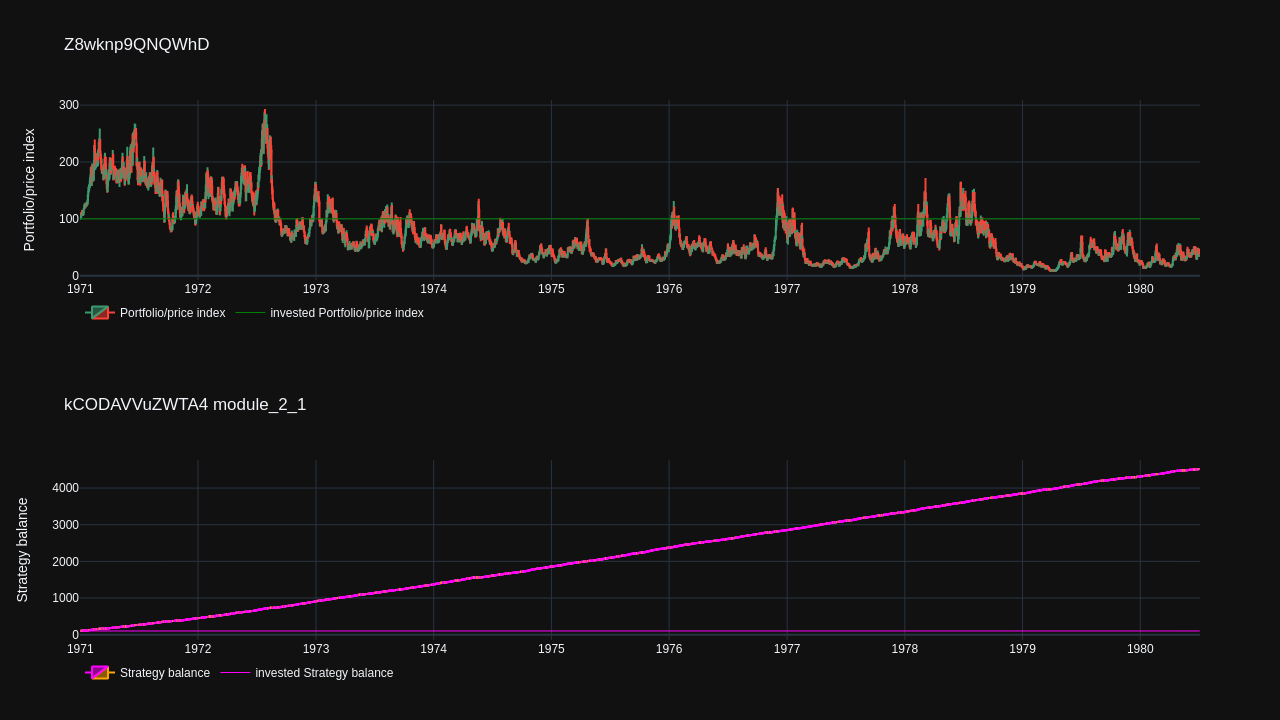 Z8wknp9QNQWhD
Portfolio/price index
300
200
100
0
1971 1972 1973 1974 1975 1976 1977 1978 1979 1980
Portfolio/price index invested Portfolio/price index
kCODAVVuZWTA4 module_2_1
Strategy balance
4000
3000
2000
1000
0
1971 1972 1973 1974 1975 1976 1977 1978 1979 1980
Strategy balance invested Strategy balance